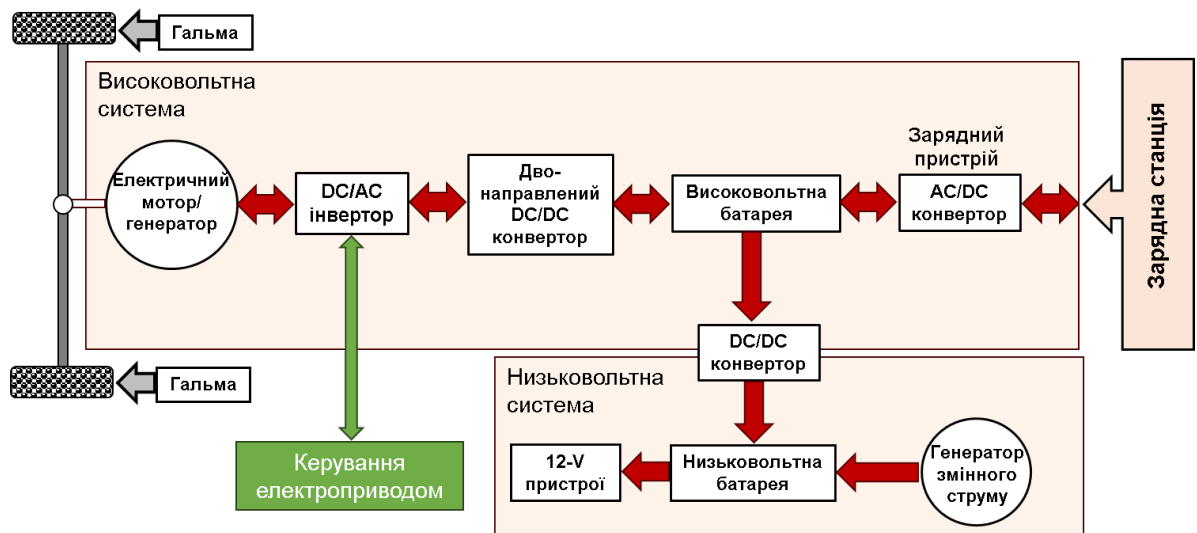 Гальма
Високовольтна
система
Електричний
мотор/
генератор
DC/AC
інвертор
Дво-
направлений
DC/DC
конвертор
Високовольтна
батарея
Зарядний
пристрій
AC/DC
конвертор
Зарядна станція
DC/DC
конвертор
Гальма
Низьковольтна
система
Керування
електроприводом
12-V
пристрої
Низьковольтна
батарея
Генератор
змінного
струму